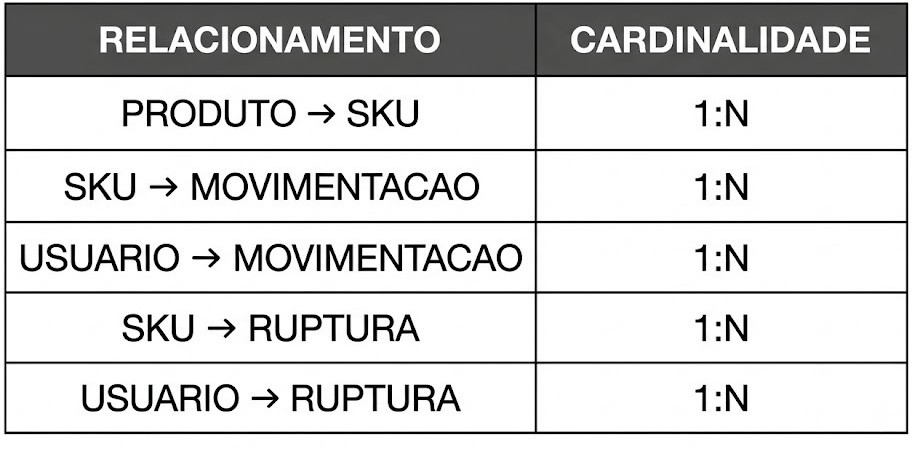 RELACIONAMENTO CARDINALIDADE
PRODUTO → SKU 1:N
SKU → MOVIMENTACAO 1:N
USUARIO → MOVIMENTACAO 1:N
SKU → RUPTURA 1:N
USUARIO → RUPTURA 1:N